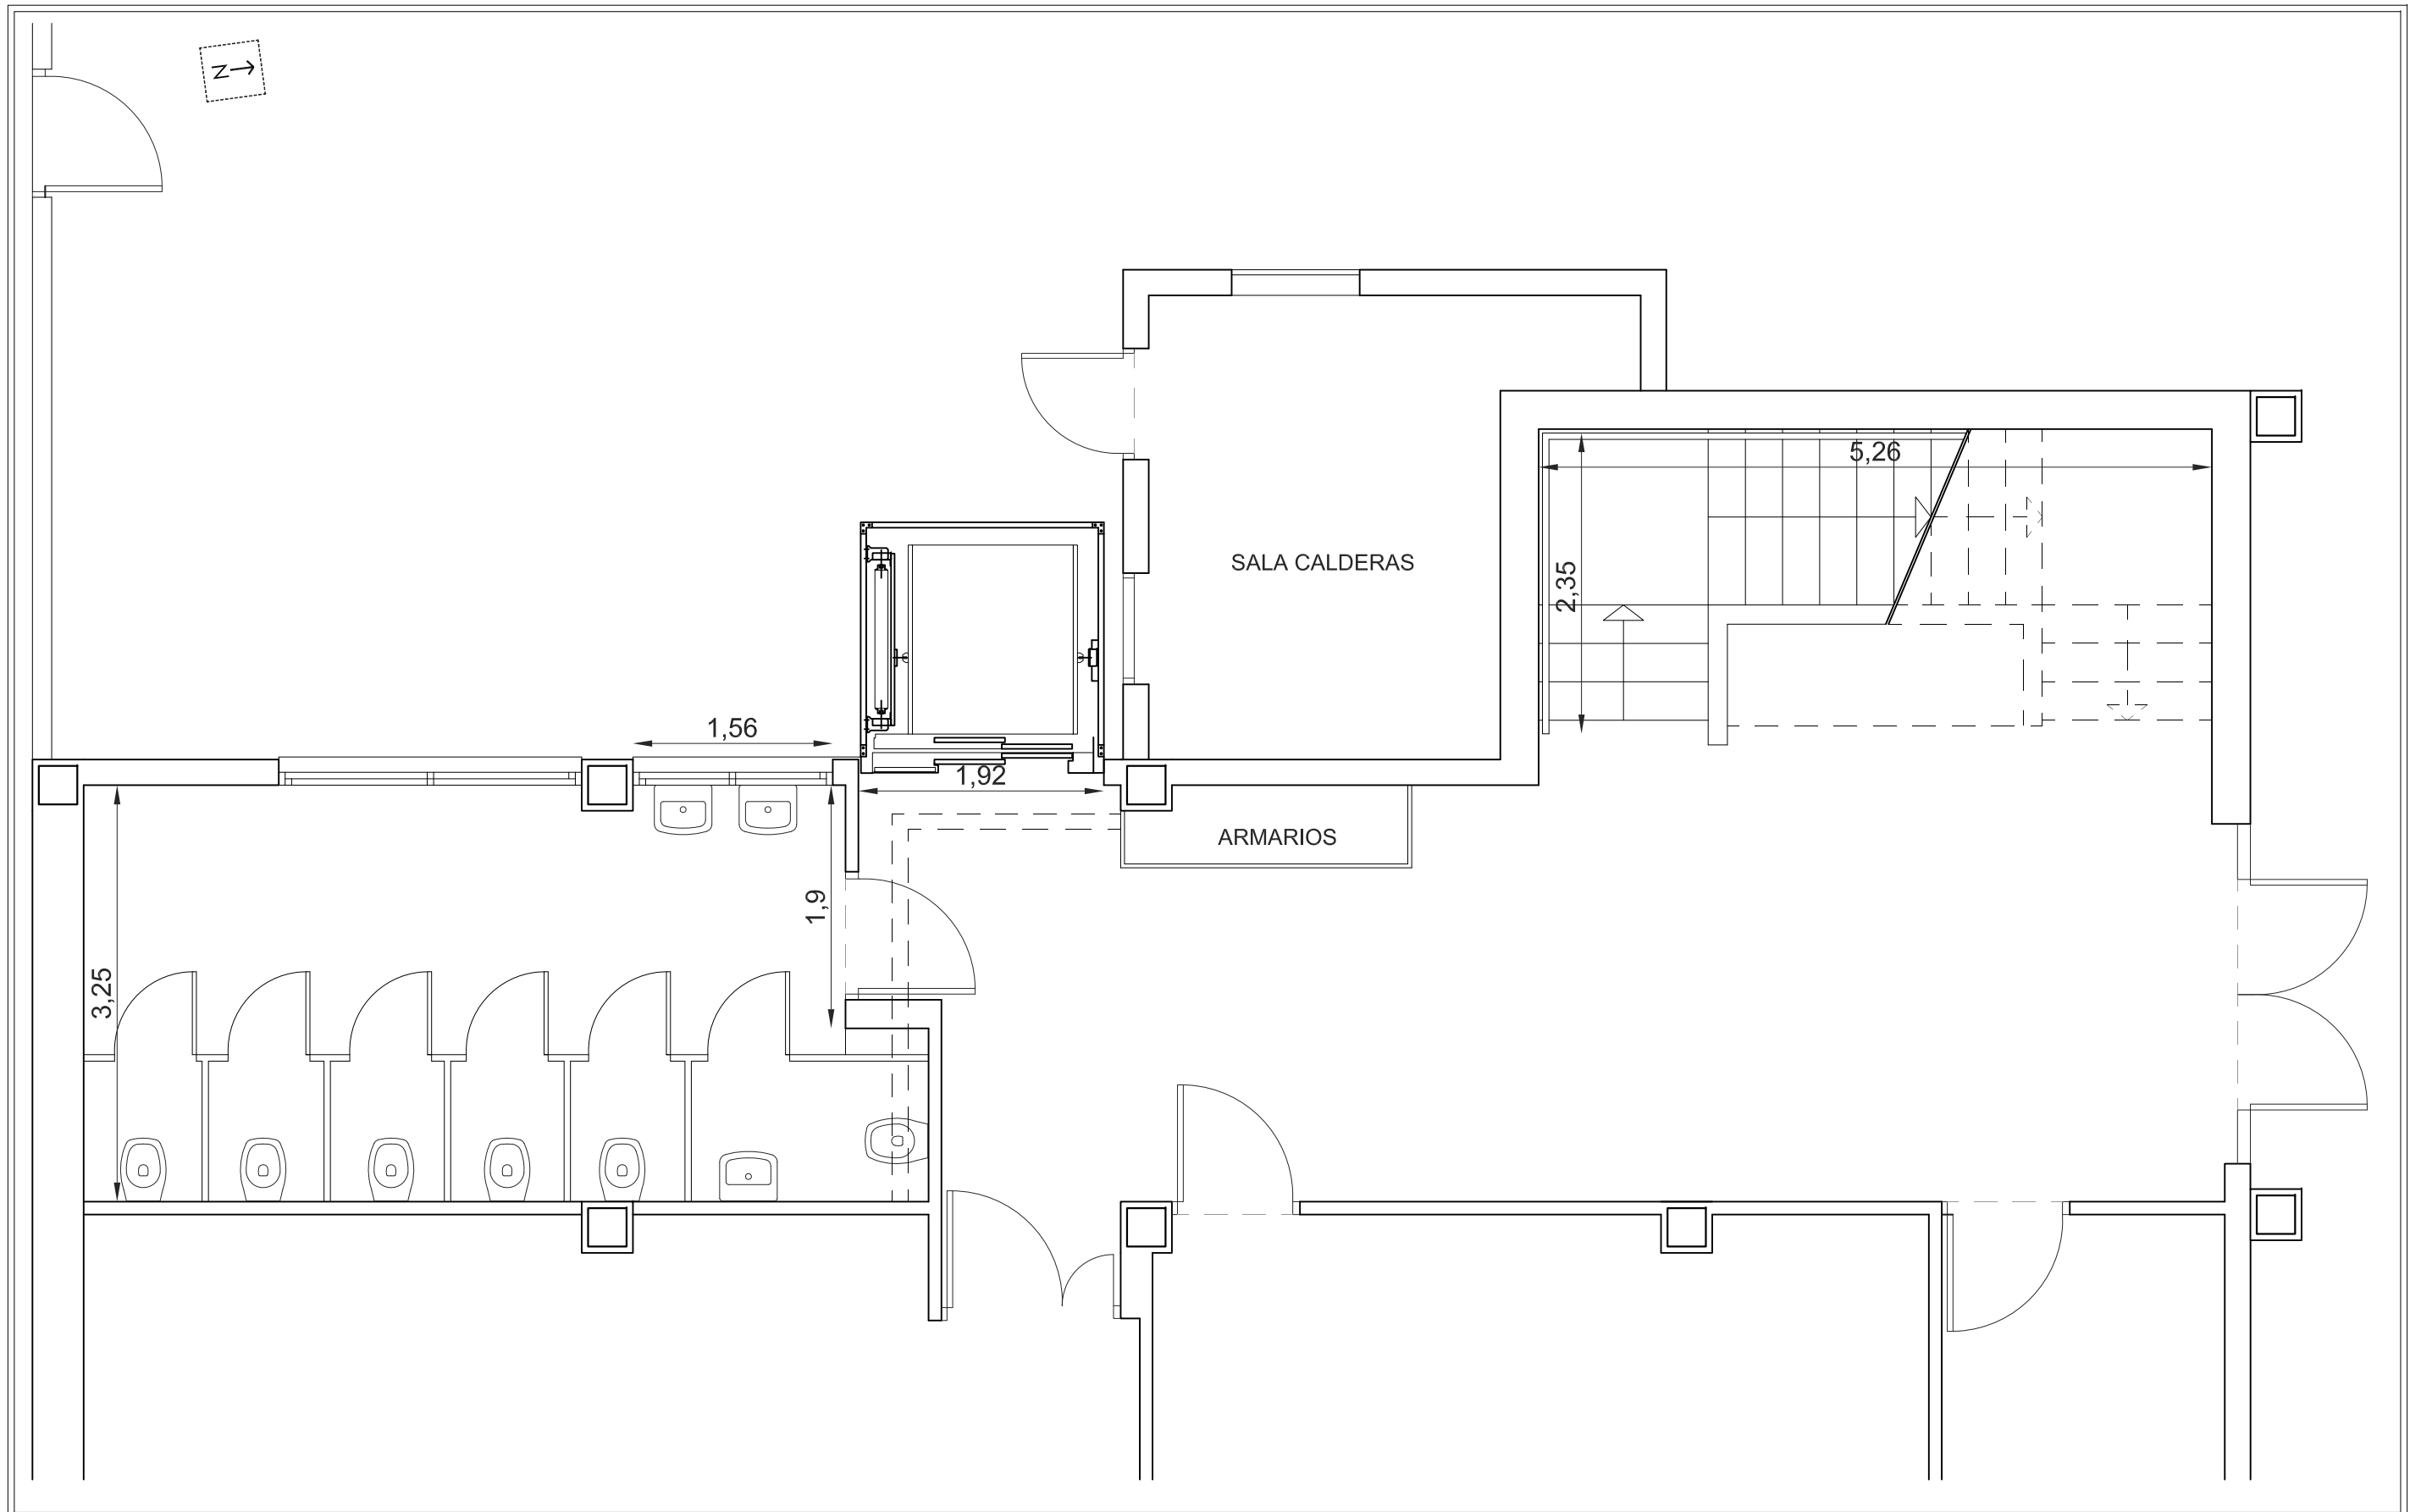 N
5,26
SALA CALDERAS
2,35
1,56
1,92
ARMARIOS
1,9
3,25